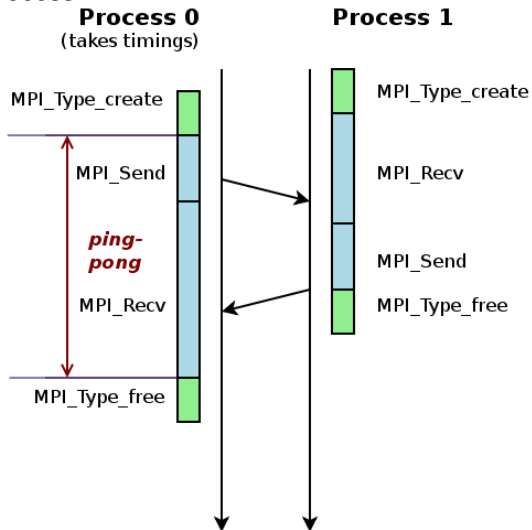 Process 0
(takes timings)
Process 1
MPI_Type_create
MPI_Send
ping-
pong
MPI_Recv
MPI_Type_free
MPI_Type_create
MPI_Recv
MPI_Send
MPI_Type_free